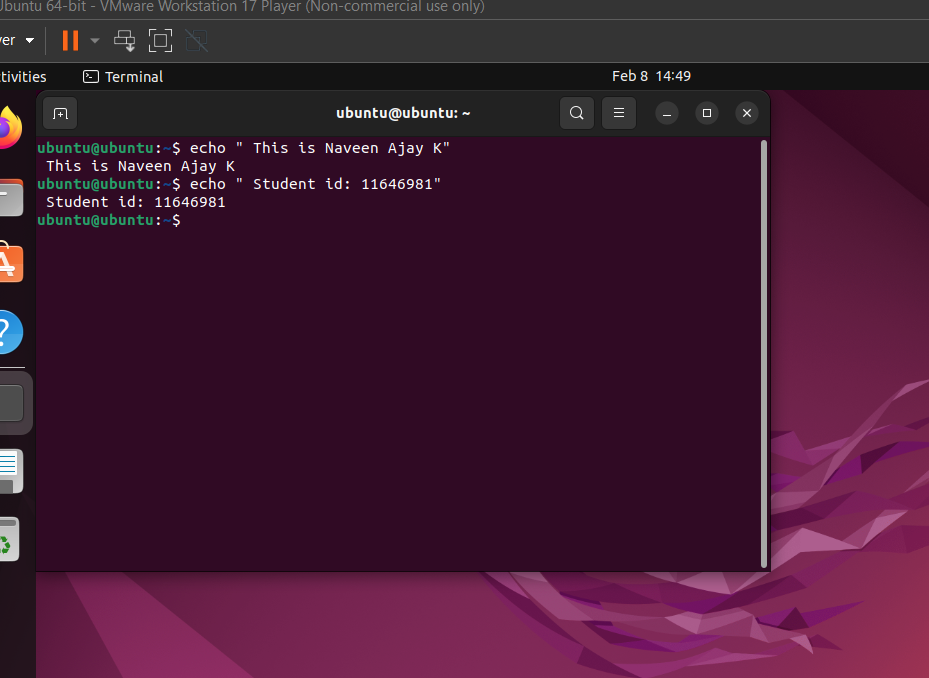 Ubuntu 64-bit - VMware Workstation 17 Player (Non-commercial use only)
er
tivities
Terminal
Feb 8 14:49
ubuntu@ubuntu: ~
ubuntu@ubuntu:~$ echo " This is Naveen Ajay K"
 This is Naveen Ajay K
ubuntu@ubuntu:~$ echo " Student id: 11646981"
 Student id: 11646981
ubuntu@ubuntu:~$